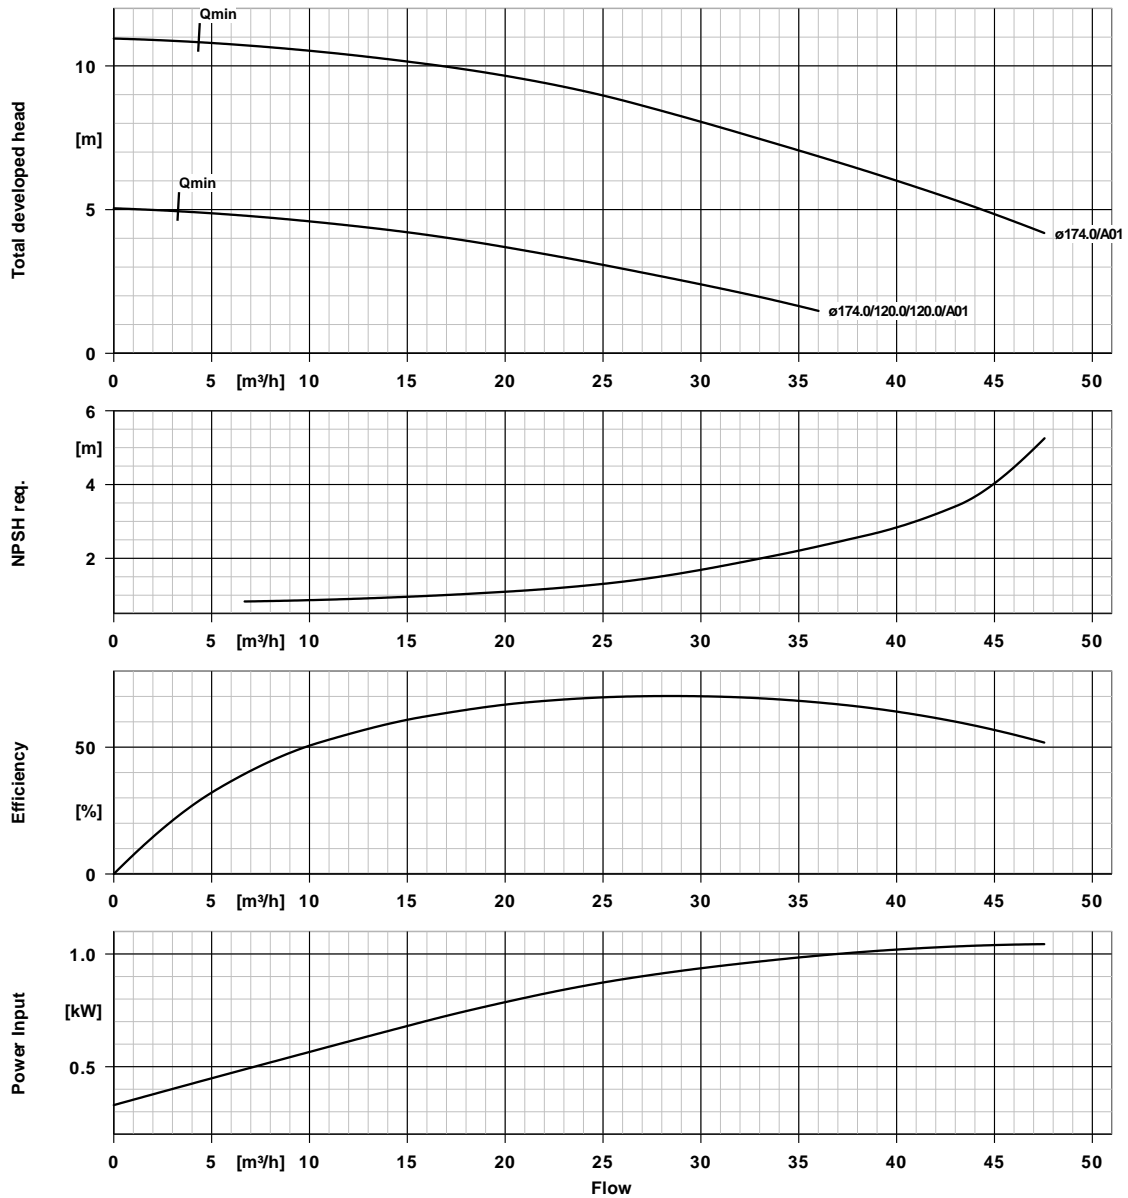 Qmin
10
[m]
Total developed head
Qmin
5
ø174.0/A01
ø174.0/120.0/120.0/A01
0
0 5 [m³/h] 10 15 20 25 30 35 40 45 50
6
[m]
4
NPSH req.
2
0 5 [m³/h] 10 15 20 25 30 35 40 45 50
Efficiency
50
[%]
0
0 5 [m³/h] 10 15 20 25 30 35 40 45 50
1.0
[kW]
Power Input
0.5
0 5 [m³/h] 10 15 20 25 30 35 40 45 50
Flow